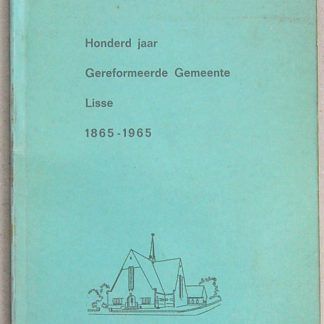 Honderd jaar
Gereformeerde Gemeente
Lisse
1865-1965